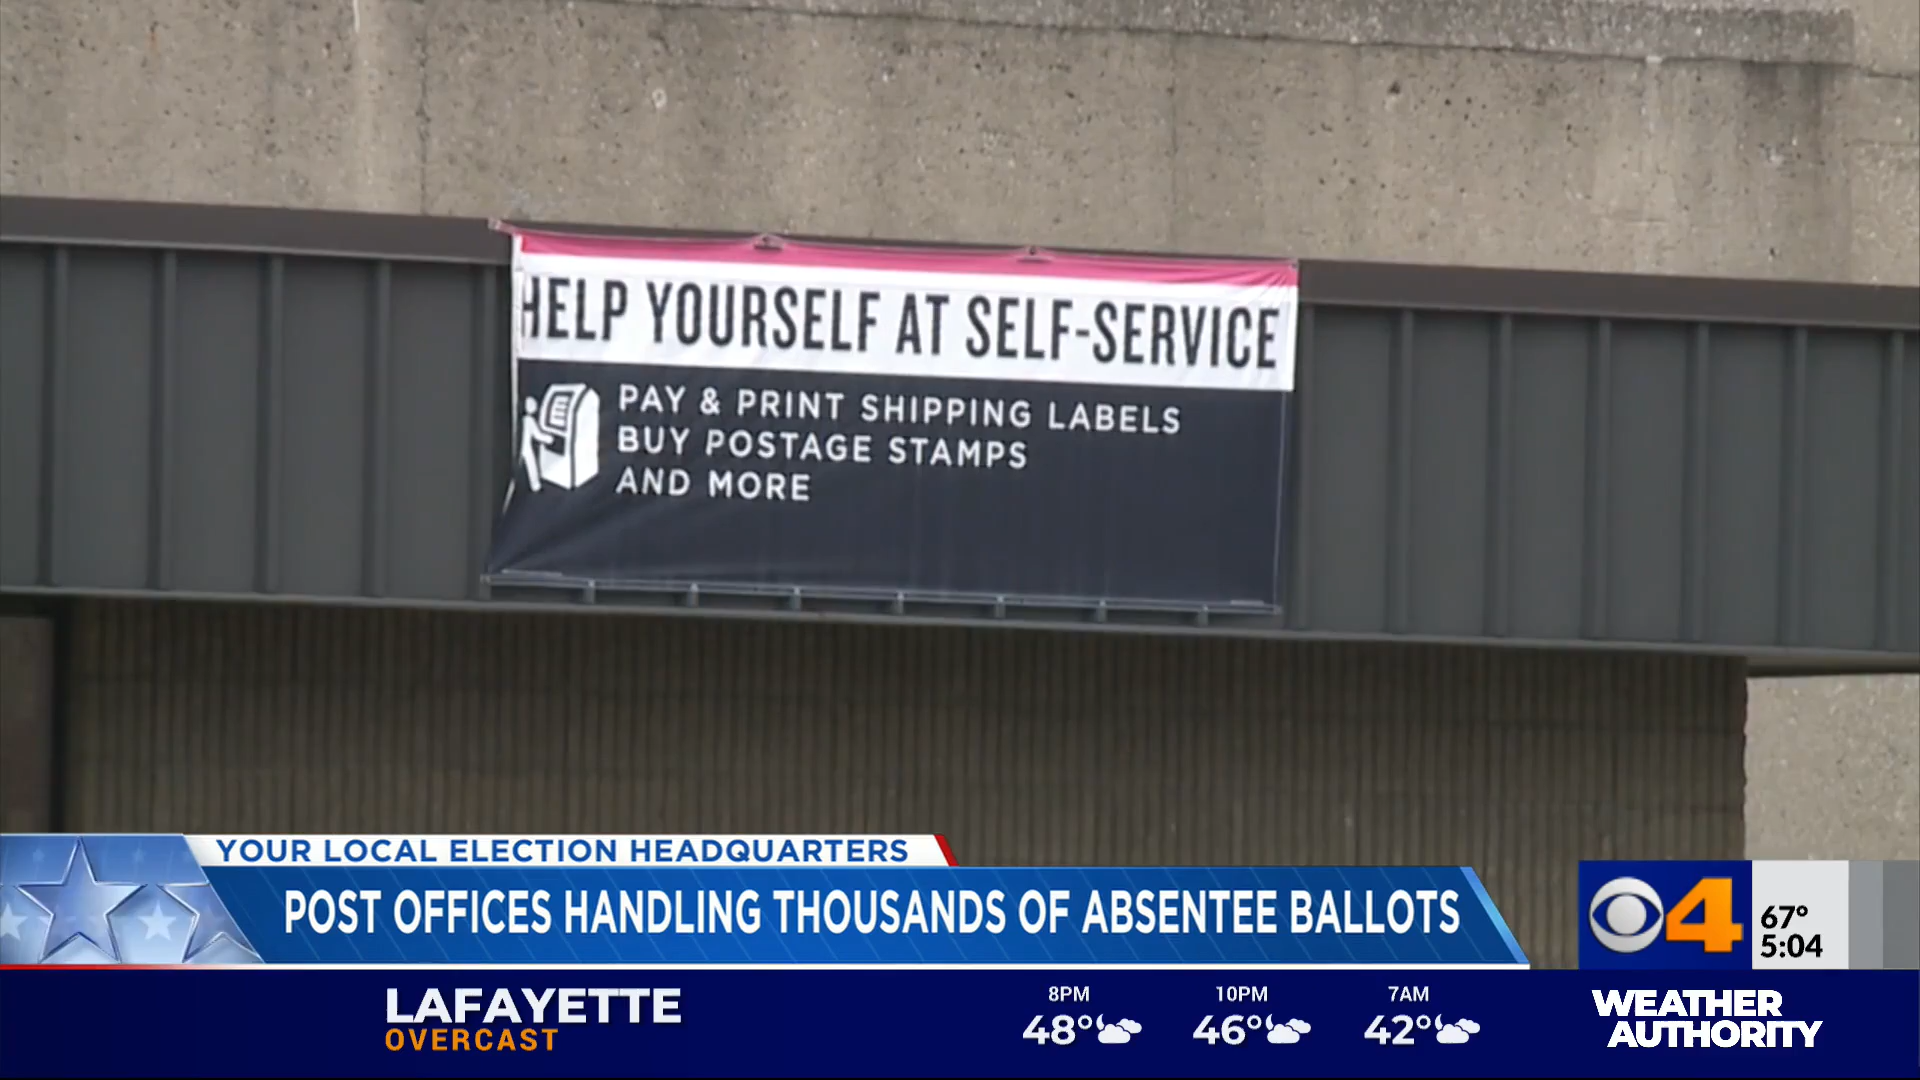 HELP YOURSELF AT SELF-SERVICE
PAY & PRINT SHIPPING LABELS
BUY POSTAGE STAMPS
AND MORE
YOUR LOCAL ELECTION HEADQUARTERS
POST OFFICES HANDLING THOUSANDS OF ABSENTEE BALLOTS
4
67°
5:04
LAFAYETTE
OVERCAST
8PM
48°
10PM
46°
7AM
42°
WEATHER
AUTHORITY